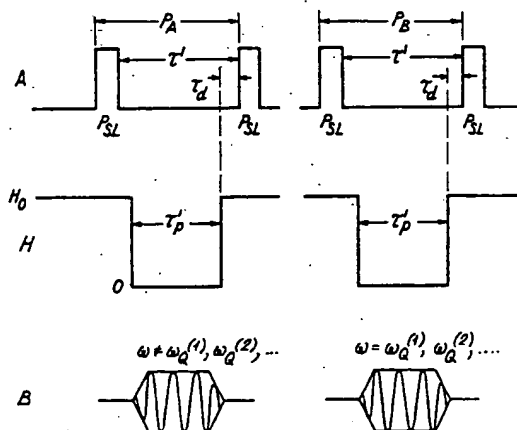 P_A P_B
A τ' τ'
τ_d τ_d
P_SL P_SL P_SL P_SL
H_0
H τ'_p τ'_p
0
ω ≠ ω_Q^(1), ω_Q^(2), ... ω = ω_Q^(1), ω_Q^(2), ....
B